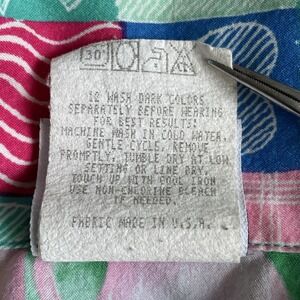 30°
12 WASH DARK COLORS
SEPARATELY BEFORE WEARING
FOR BEST RESULTS!
MACHINE WASH IN COLD WATER,
GENTLE CYCLE, REMOVE
PROMPTLY, TUMBLE DRY AT LOW
SETTING OR LINE DRY.
TOUCH UP WITH COOL IRON
USE NON-CHLORINE BLEACH
IF NEEDED.
FABRIC MADE IN U.S.A.